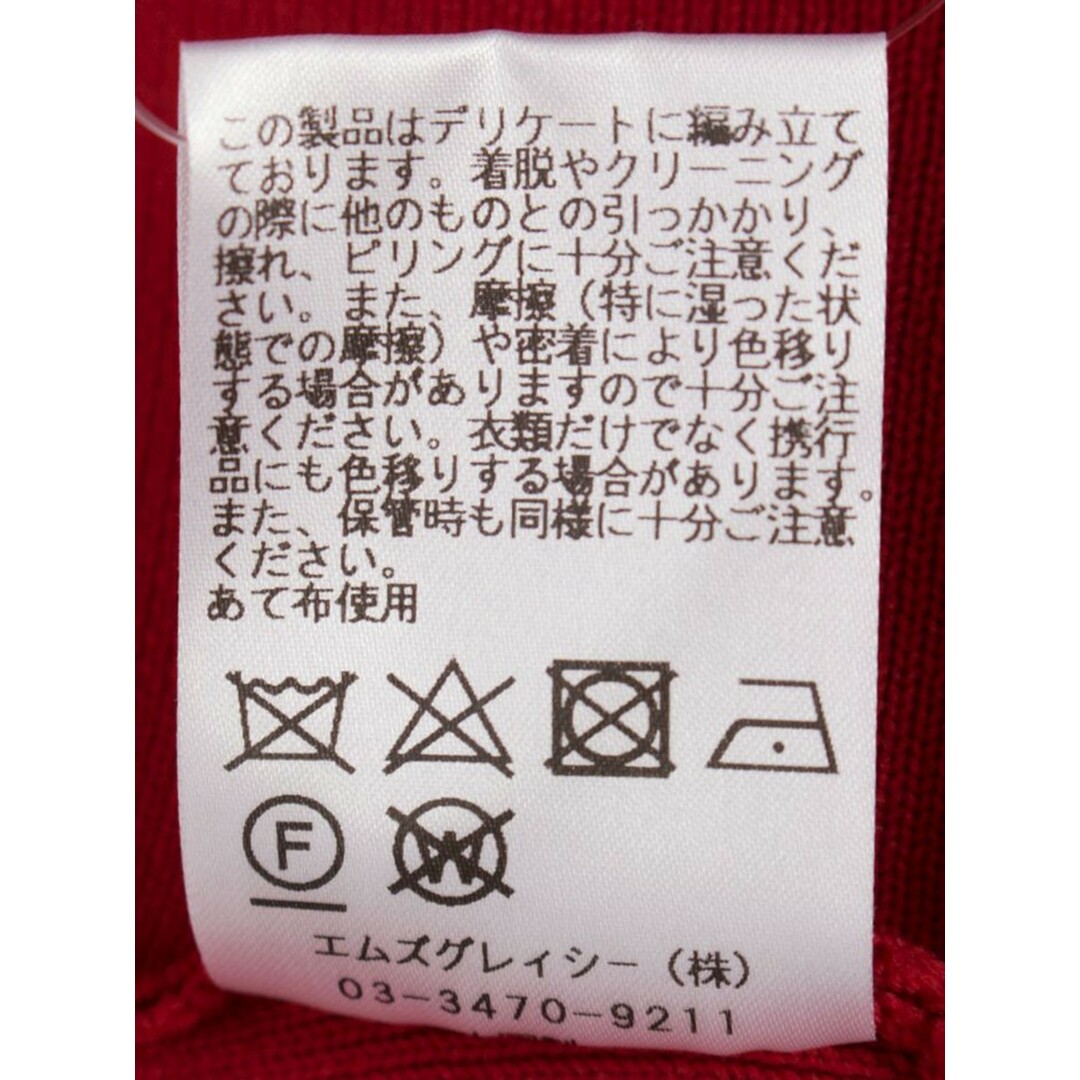 この製品はデリケートに編み立て
ております。着脱やクリーニング
の際に他のものとの引っかかり、
擦れ、ピリングに十分ご注意くだ
さい。また、摩擦(特に湿った状
態での摩擦)や密着により色移り
する場合がありますので十分ご注
意ください。衣類だけでなく携行
品にも色移りする場合があります。
また、保管時も同様に十分ご注意
ください。
あて布使用
F W
エムズグレイシー(株)
03-3470-9211